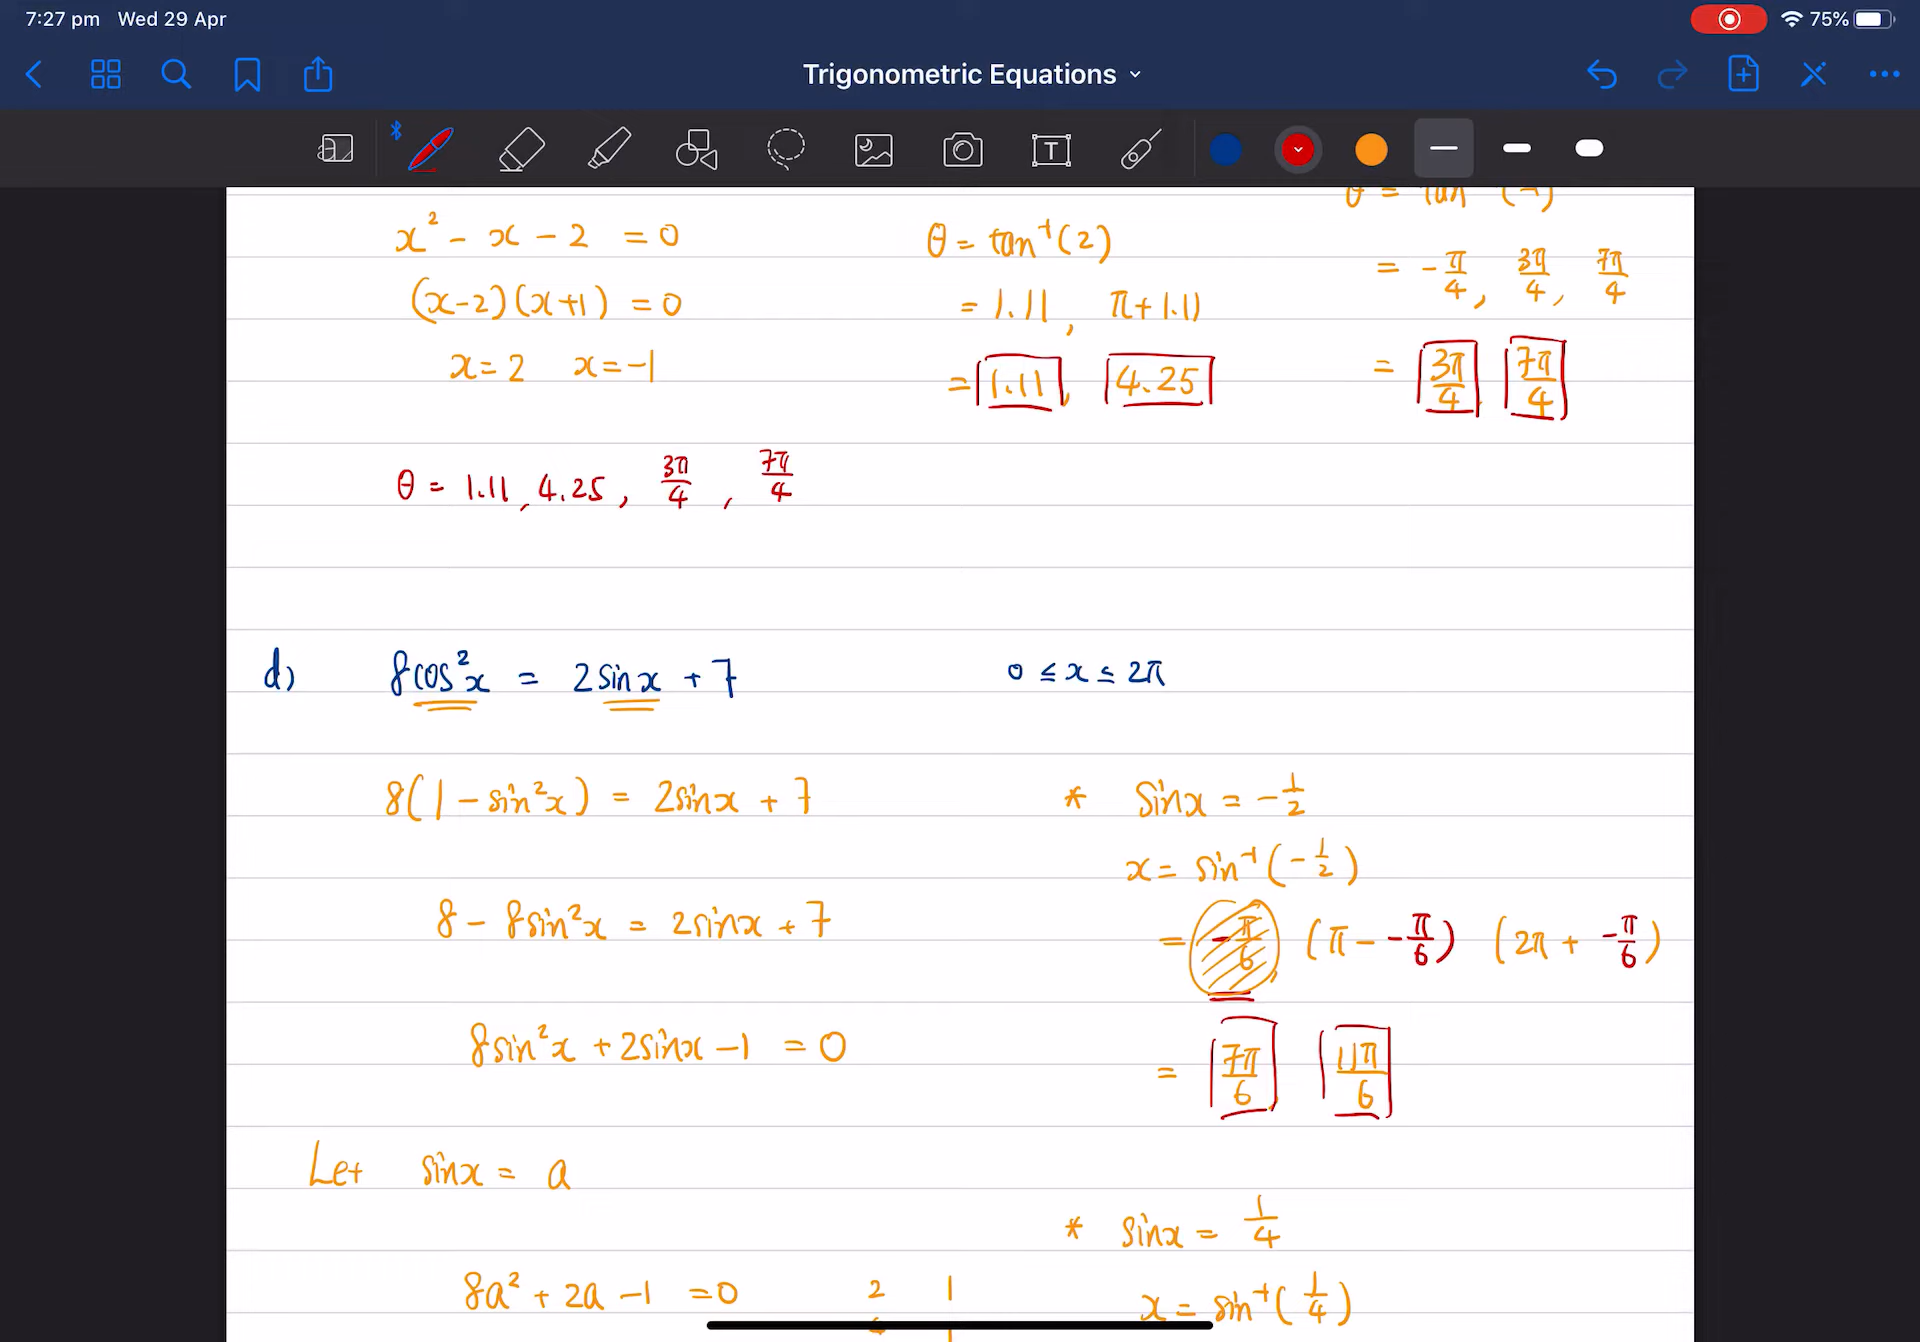 7:27 pm Wed 29 Apr 75%
Trigonometric Equations
x² - x - 2 = 0
(x-2)(x+1) = 0
x = 2 x = -1
θ = tan⁻¹(2)
= 1.11, π + 1.11
= 1.11, 4.25
= -π/4, 3π/4, 7π/4
= 3π/4 7π/4
θ = 1.11, 4.25, 3π/4, 7π/4
d) 8cos²x = 2sinx + 7 0 ≤ x ≤ 2π
8(1 - sin²x) = 2sinx + 7
8 - 8sin²x = 2sinx + 7
8sin²x + 2sinx - 1 = 0
Let sinx = a
8a² + 2a - 1 = 0 2 1
* Sinx = -1/2
x = sin⁻¹(-1/2)
= -π/6 (π - -π/6) (2π + -π/6)
= 7π/6 11π/6
* sinx = 1/4
x = sin⁻¹(1/4)